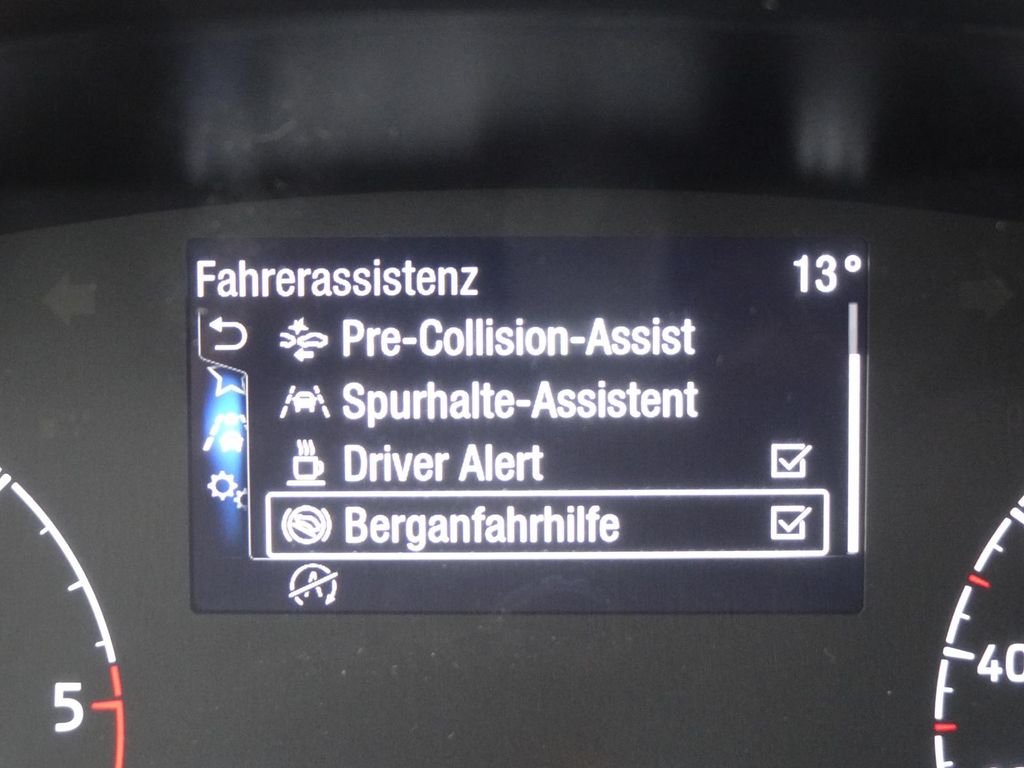 Fahrerassistenz 13°
Pre-Collision-Assist
Spurhalte-Assistent
Driver Alert
Berganfahrhilfe
A
5
40